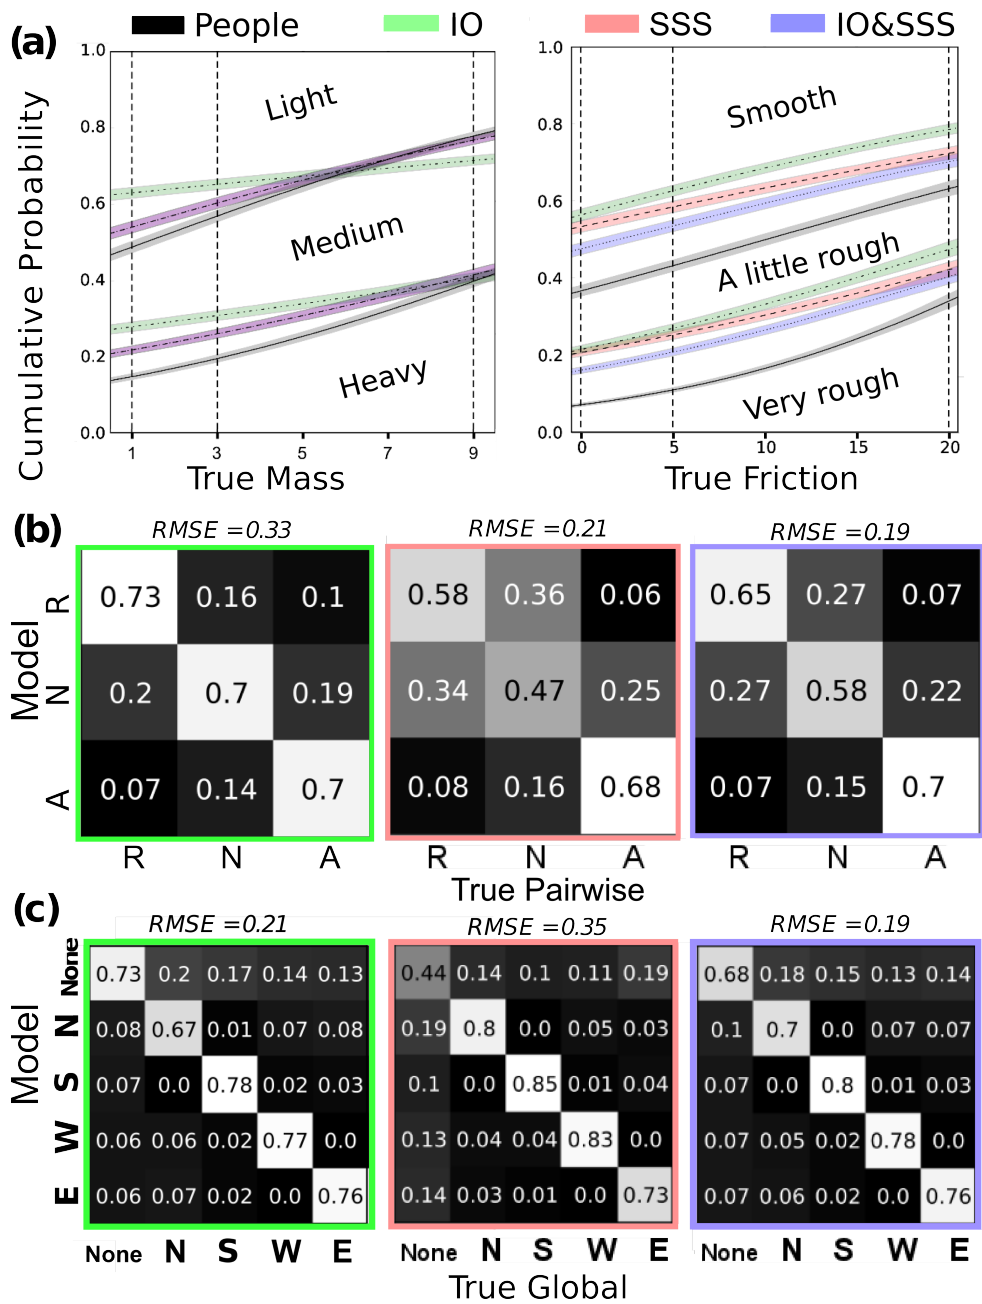 (a) People IO SSS IO&SSS
Cumulative Probability
1.0
0.8
0.6
0.4
0.2
0.0
Light
Medium
Heavy
1 3 5 7 9
True Mass
1.0
0.8
0.6
0.4
0.2
0.0
Smooth
A little rough
Very rough
0 5 10 15 20
True Friction
(b)
RMSE =0.33 RMSE =0.21 RMSE =0.19
Model
R 0.73 0.16 0.1 0.58 0.36 0.06 0.65 0.27 0.07
N 0.2 0.7 0.19 0.34 0.47 0.25 0.27 0.58 0.22
A 0.07 0.14 0.7 0.08 0.16 0.68 0.07 0.15 0.7
R N A R N A R N A
True Pairwise
(c)
RMSE =0.21 RMSE =0.35 RMSE =0.19
Model
None 0.73 0.2 0.17 0.14 0.13 0.44 0.14 0.1 0.11 0.19 0.68 0.18 0.15 0.13 0.14
N 0.08 0.67 0.01 0.07 0.08 0.19 0.8 0.0 0.05 0.03 0.1 0.7 0.0 0.07 0.07
S 0.07 0.0 0.78 0.02 0.03 0.1 0.0 0.85 0.01 0.04 0.07 0.0 0.8 0.01 0.03
W 0.06 0.06 0.02 0.77 0.0 0.13 0.04 0.04 0.83 0.0 0.07 0.05 0.02 0.78 0.0
E 0.06 0.07 0.02 0.0 0.76 0.14 0.03 0.01 0.0 0.73 0.07 0.06 0.02 0.0 0.76
None N S W E None N S W E None N S W E
True Global